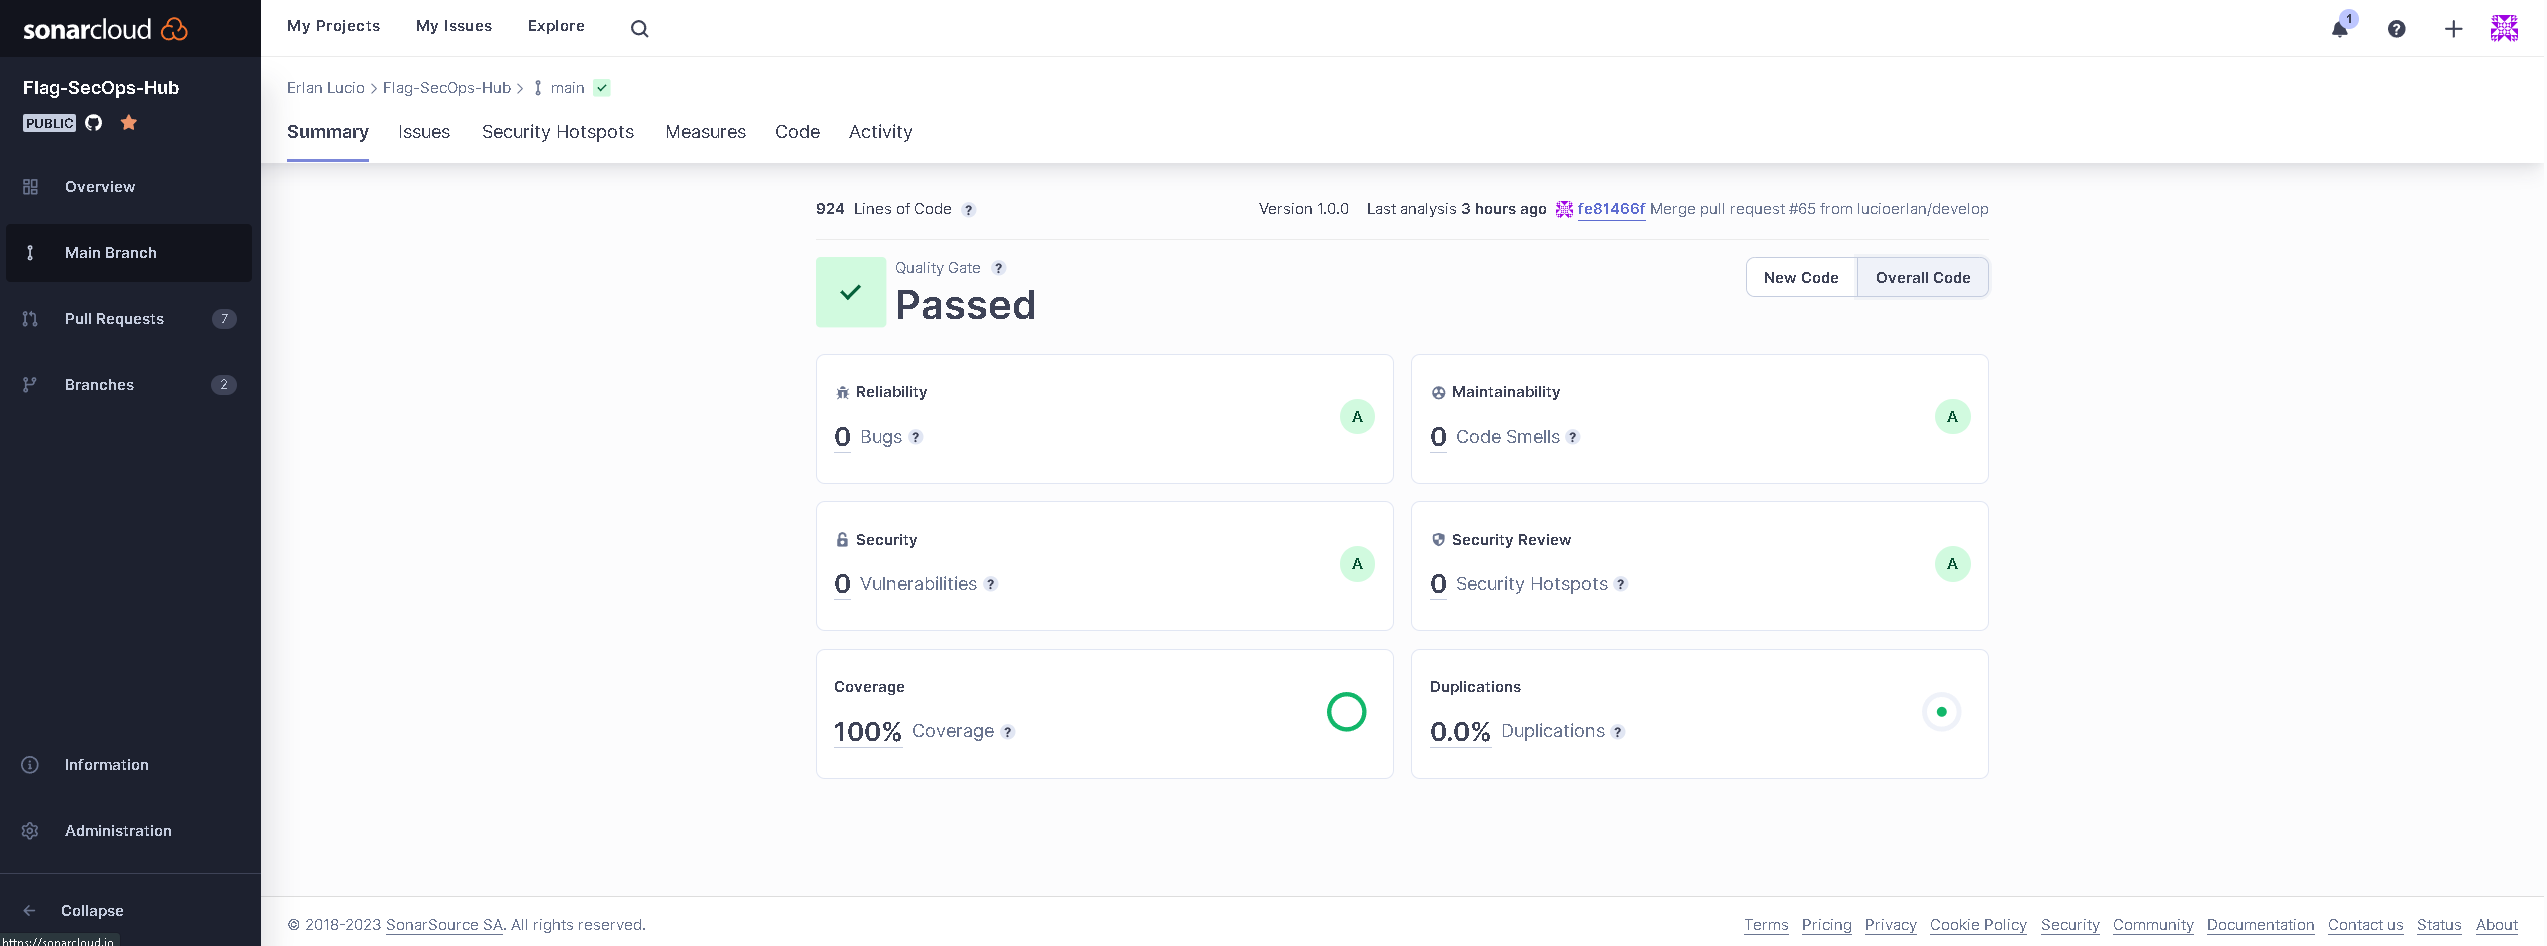 sonarcloud
My Projects My Issues Explore
1
Flag-SecOps-Hub
PUBLIC
Overview
Main Branch
Pull Requests 7
Branches 2
Information
Administration
Collapse
https://sonarcloud.io
Erlan Lucio > Flag-SecOps-Hub > main
Summary Issues Security Hotspots Measures Code Activity
924 Lines of Code ? Version 1.0.0 Last analysis 3 hours ago fe81466f Merge pull request #65 from lucioerlan/develop
Quality Gate ?
Passed
New Code Overall Code
Reliability
0 Bugs ?
A
Maintainability
0 Code Smells ?
A
Security
0 Vulnerabilities ?
A
Security Review
0 Security Hotspots ?
A
Coverage
100% Coverage ?
Duplications
0.0% Duplications ?
© 2018-2023 SonarSource SA. All rights reserved.
Terms Pricing Privacy Cookie Policy Security Community Documentation Contact us Status About